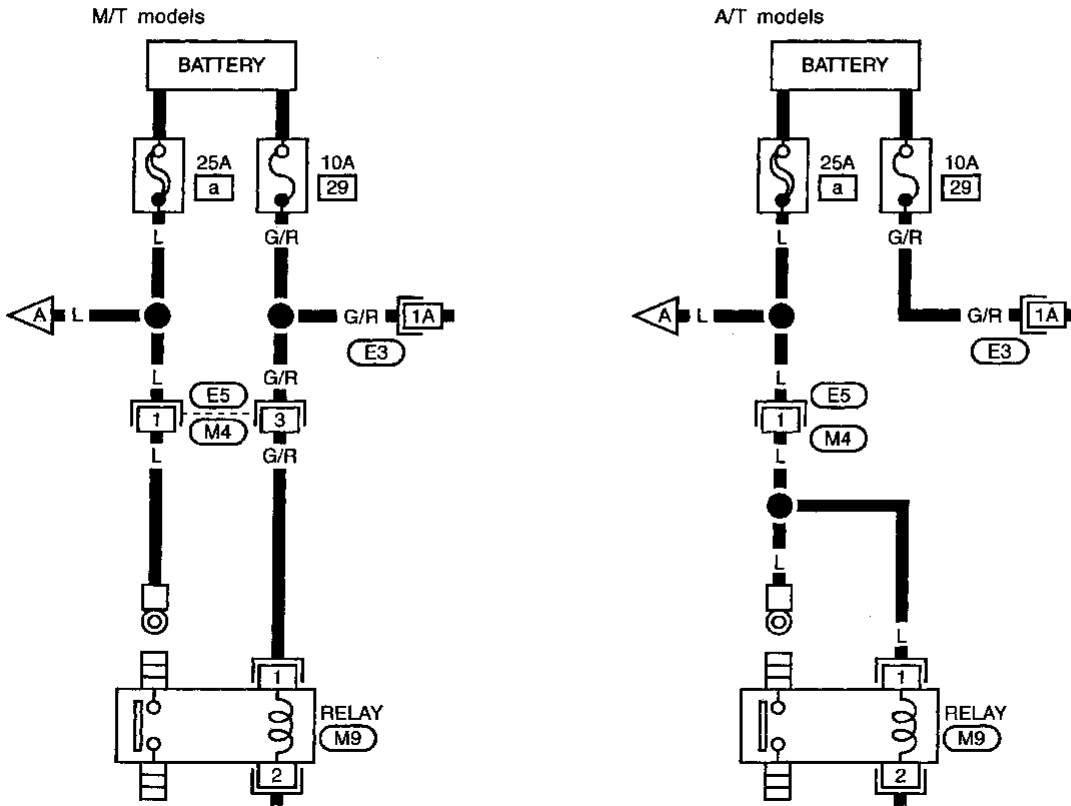 M/T models
BATTERY
25A
a
10A
29
L
G/R
A
L
G/R
1A
E3
L
G/R
E5
1
3
M4
L
G/R
1
RELAY
M9
2
A/T models
BATTERY
25A
a
10A
29
L
G/R
A
L
G/R
1A
E3
L
E5
1
M4
L
L
L
1
RELAY
M9
2